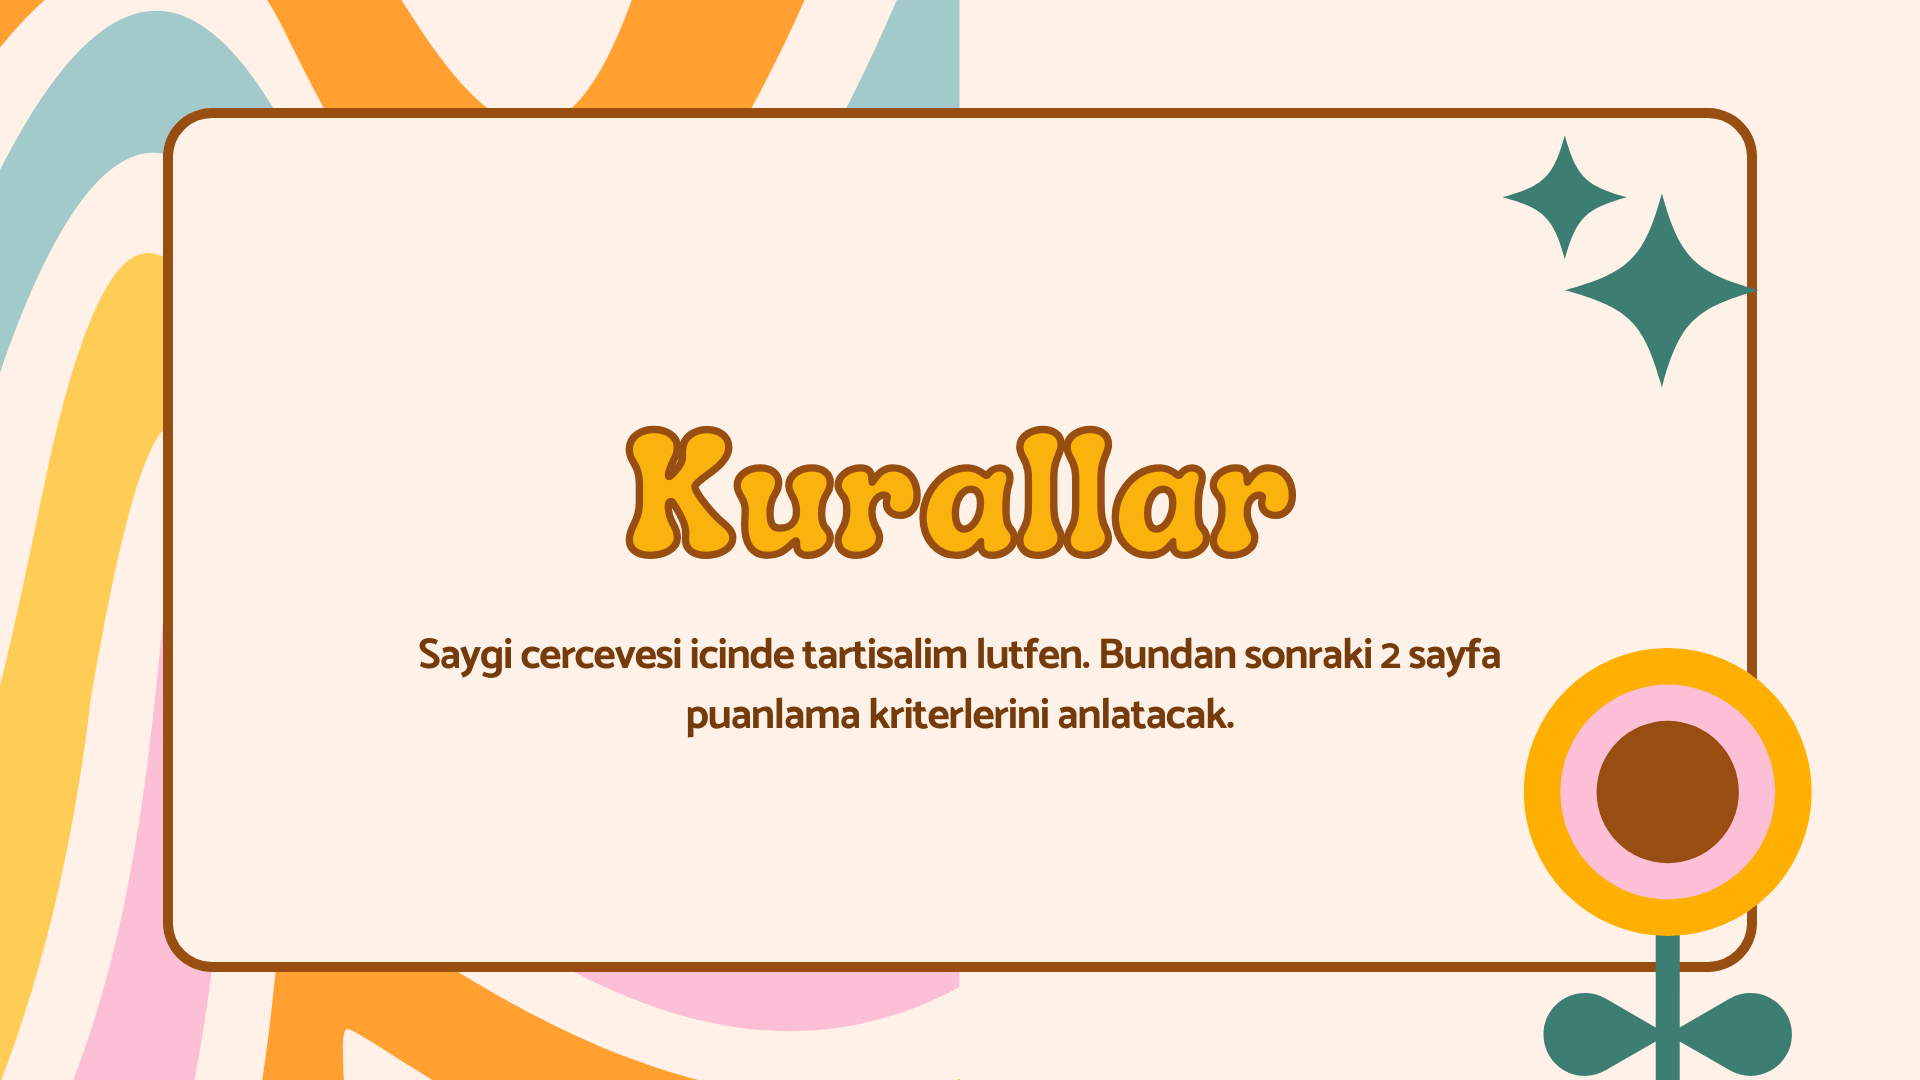 Kurallar
Saygi cercevesi icinde tartisalim lutfen. Bundan sonraki 2 sayfa
puanlama kriterlerini anlatacak.